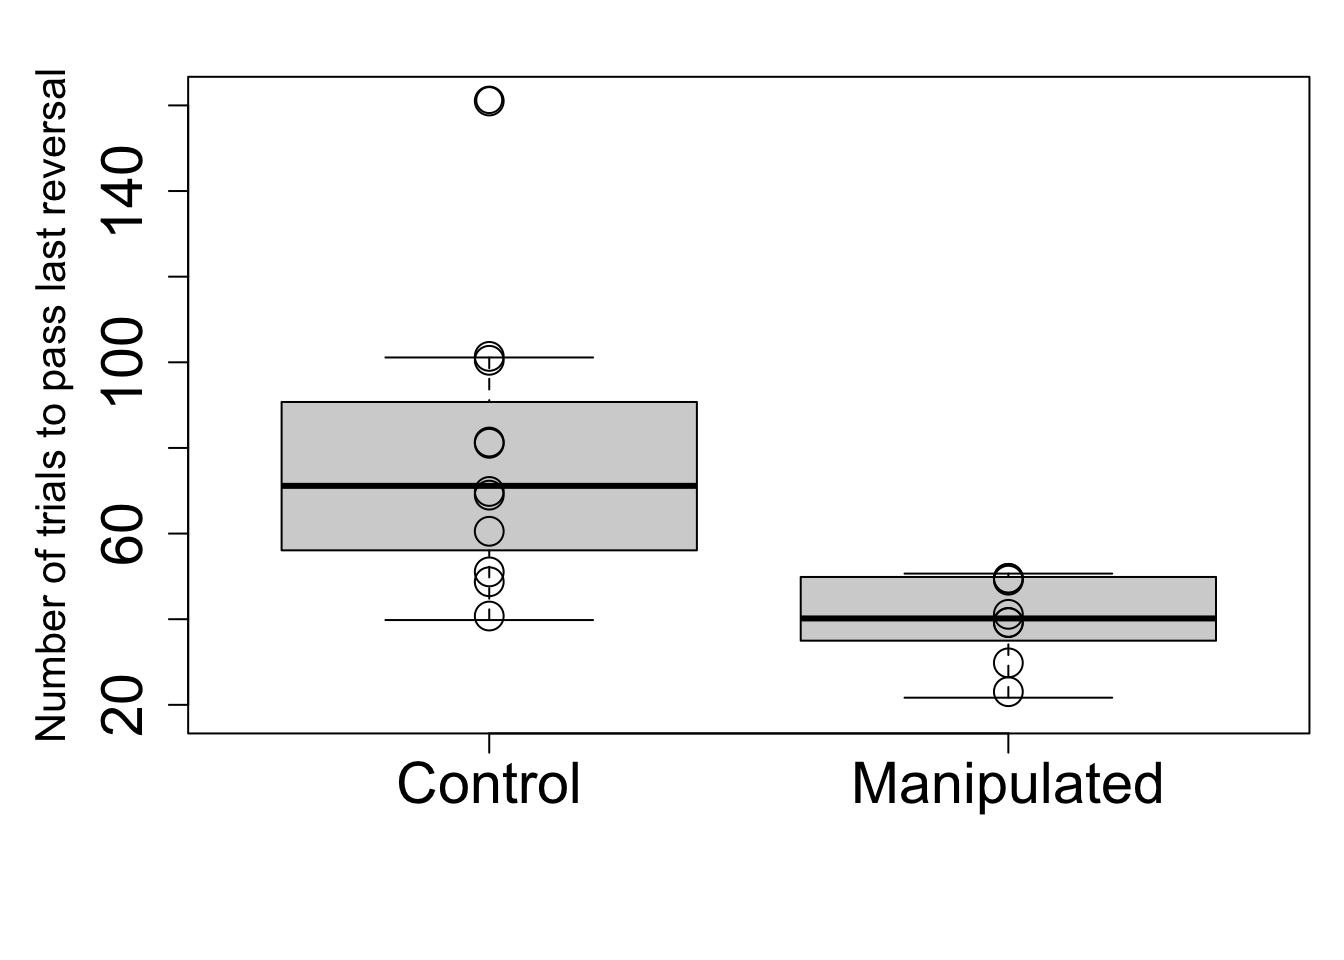 Number of trials to pass last reversal
140
100
60
20
Control
Manipulated